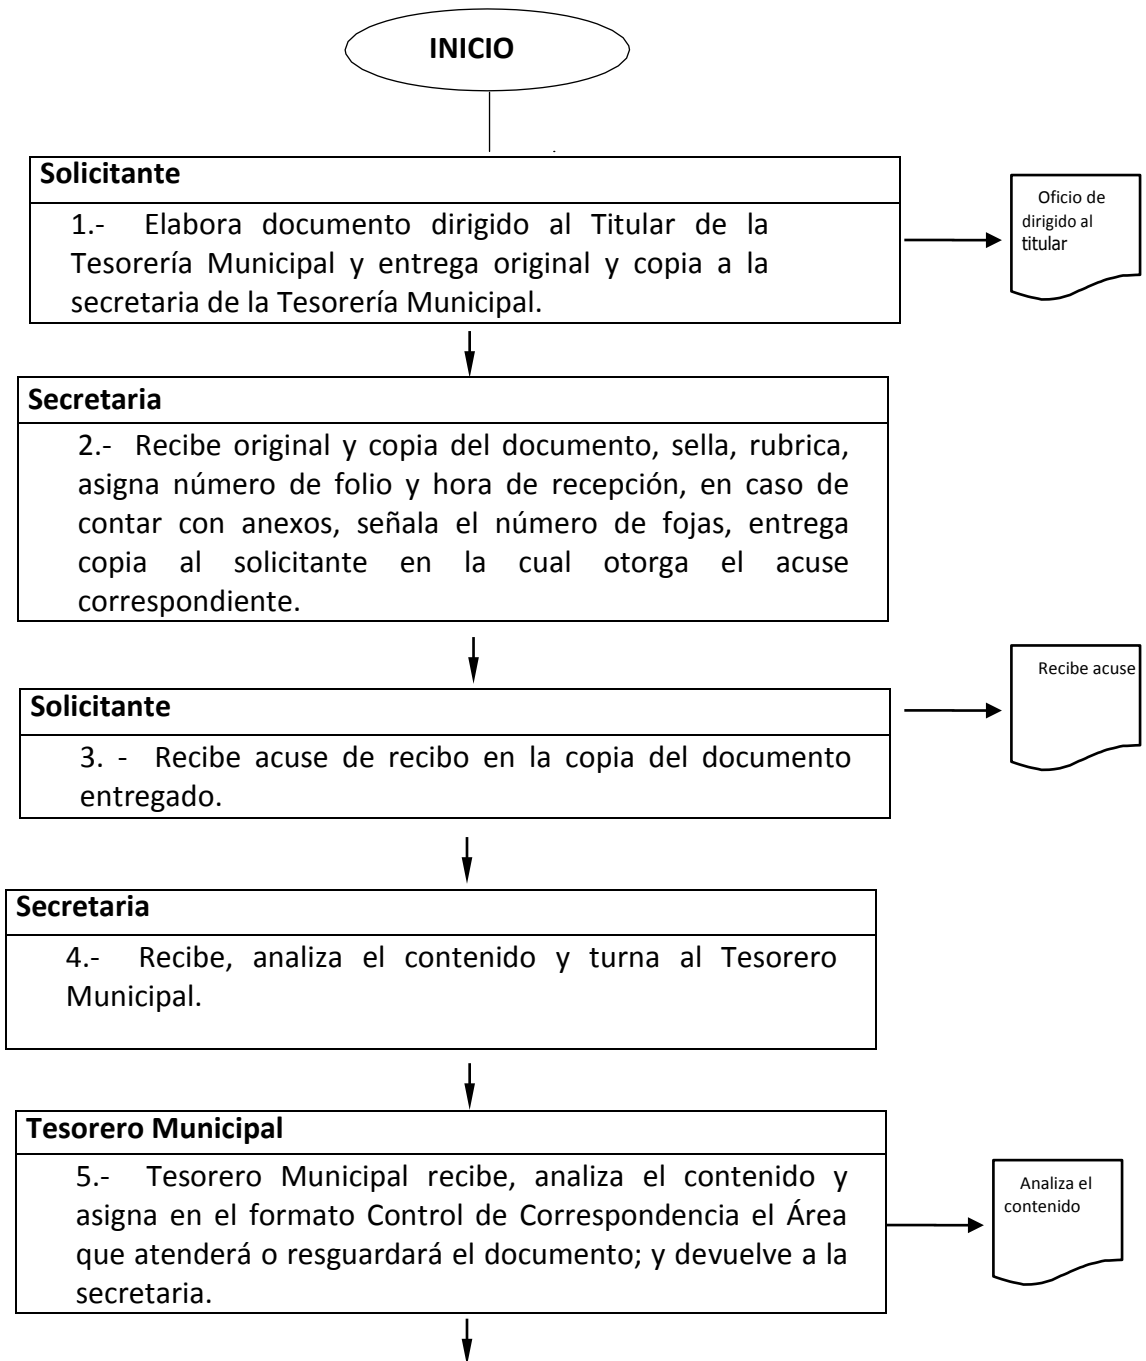 INICIO
Solicitante
1.- Elabora documento dirigido al Titular de la
Tesorería Municipal y entrega original y copia a la
secretaria de la Tesorería Municipal.
Oficio de
dirigido al
titular
Secretaria
2.- Recibe original y copia del documento, sella, rubrica,
asigna número de folio y hora de recepción, en caso de
contar con anexos, señala el número de fojas, entrega
copia al solicitante en la cual otorga el acuse
correspondiente.
Solicitante
3. - Recibe acuse de recibo en la copia del documento
entregado.
Recibe acuse
Secretaria
4.- Recibe, analiza el contenido y turna al Tesorero
Municipal.
Tesorero Municipal
5.- Tesorero Municipal recibe, analiza el contenido y
asigna en el formato Control de Correspondencia el Área
que atenderá o resguardará el documento; y devuelve a la
secretaria.
Analiza el
contenido